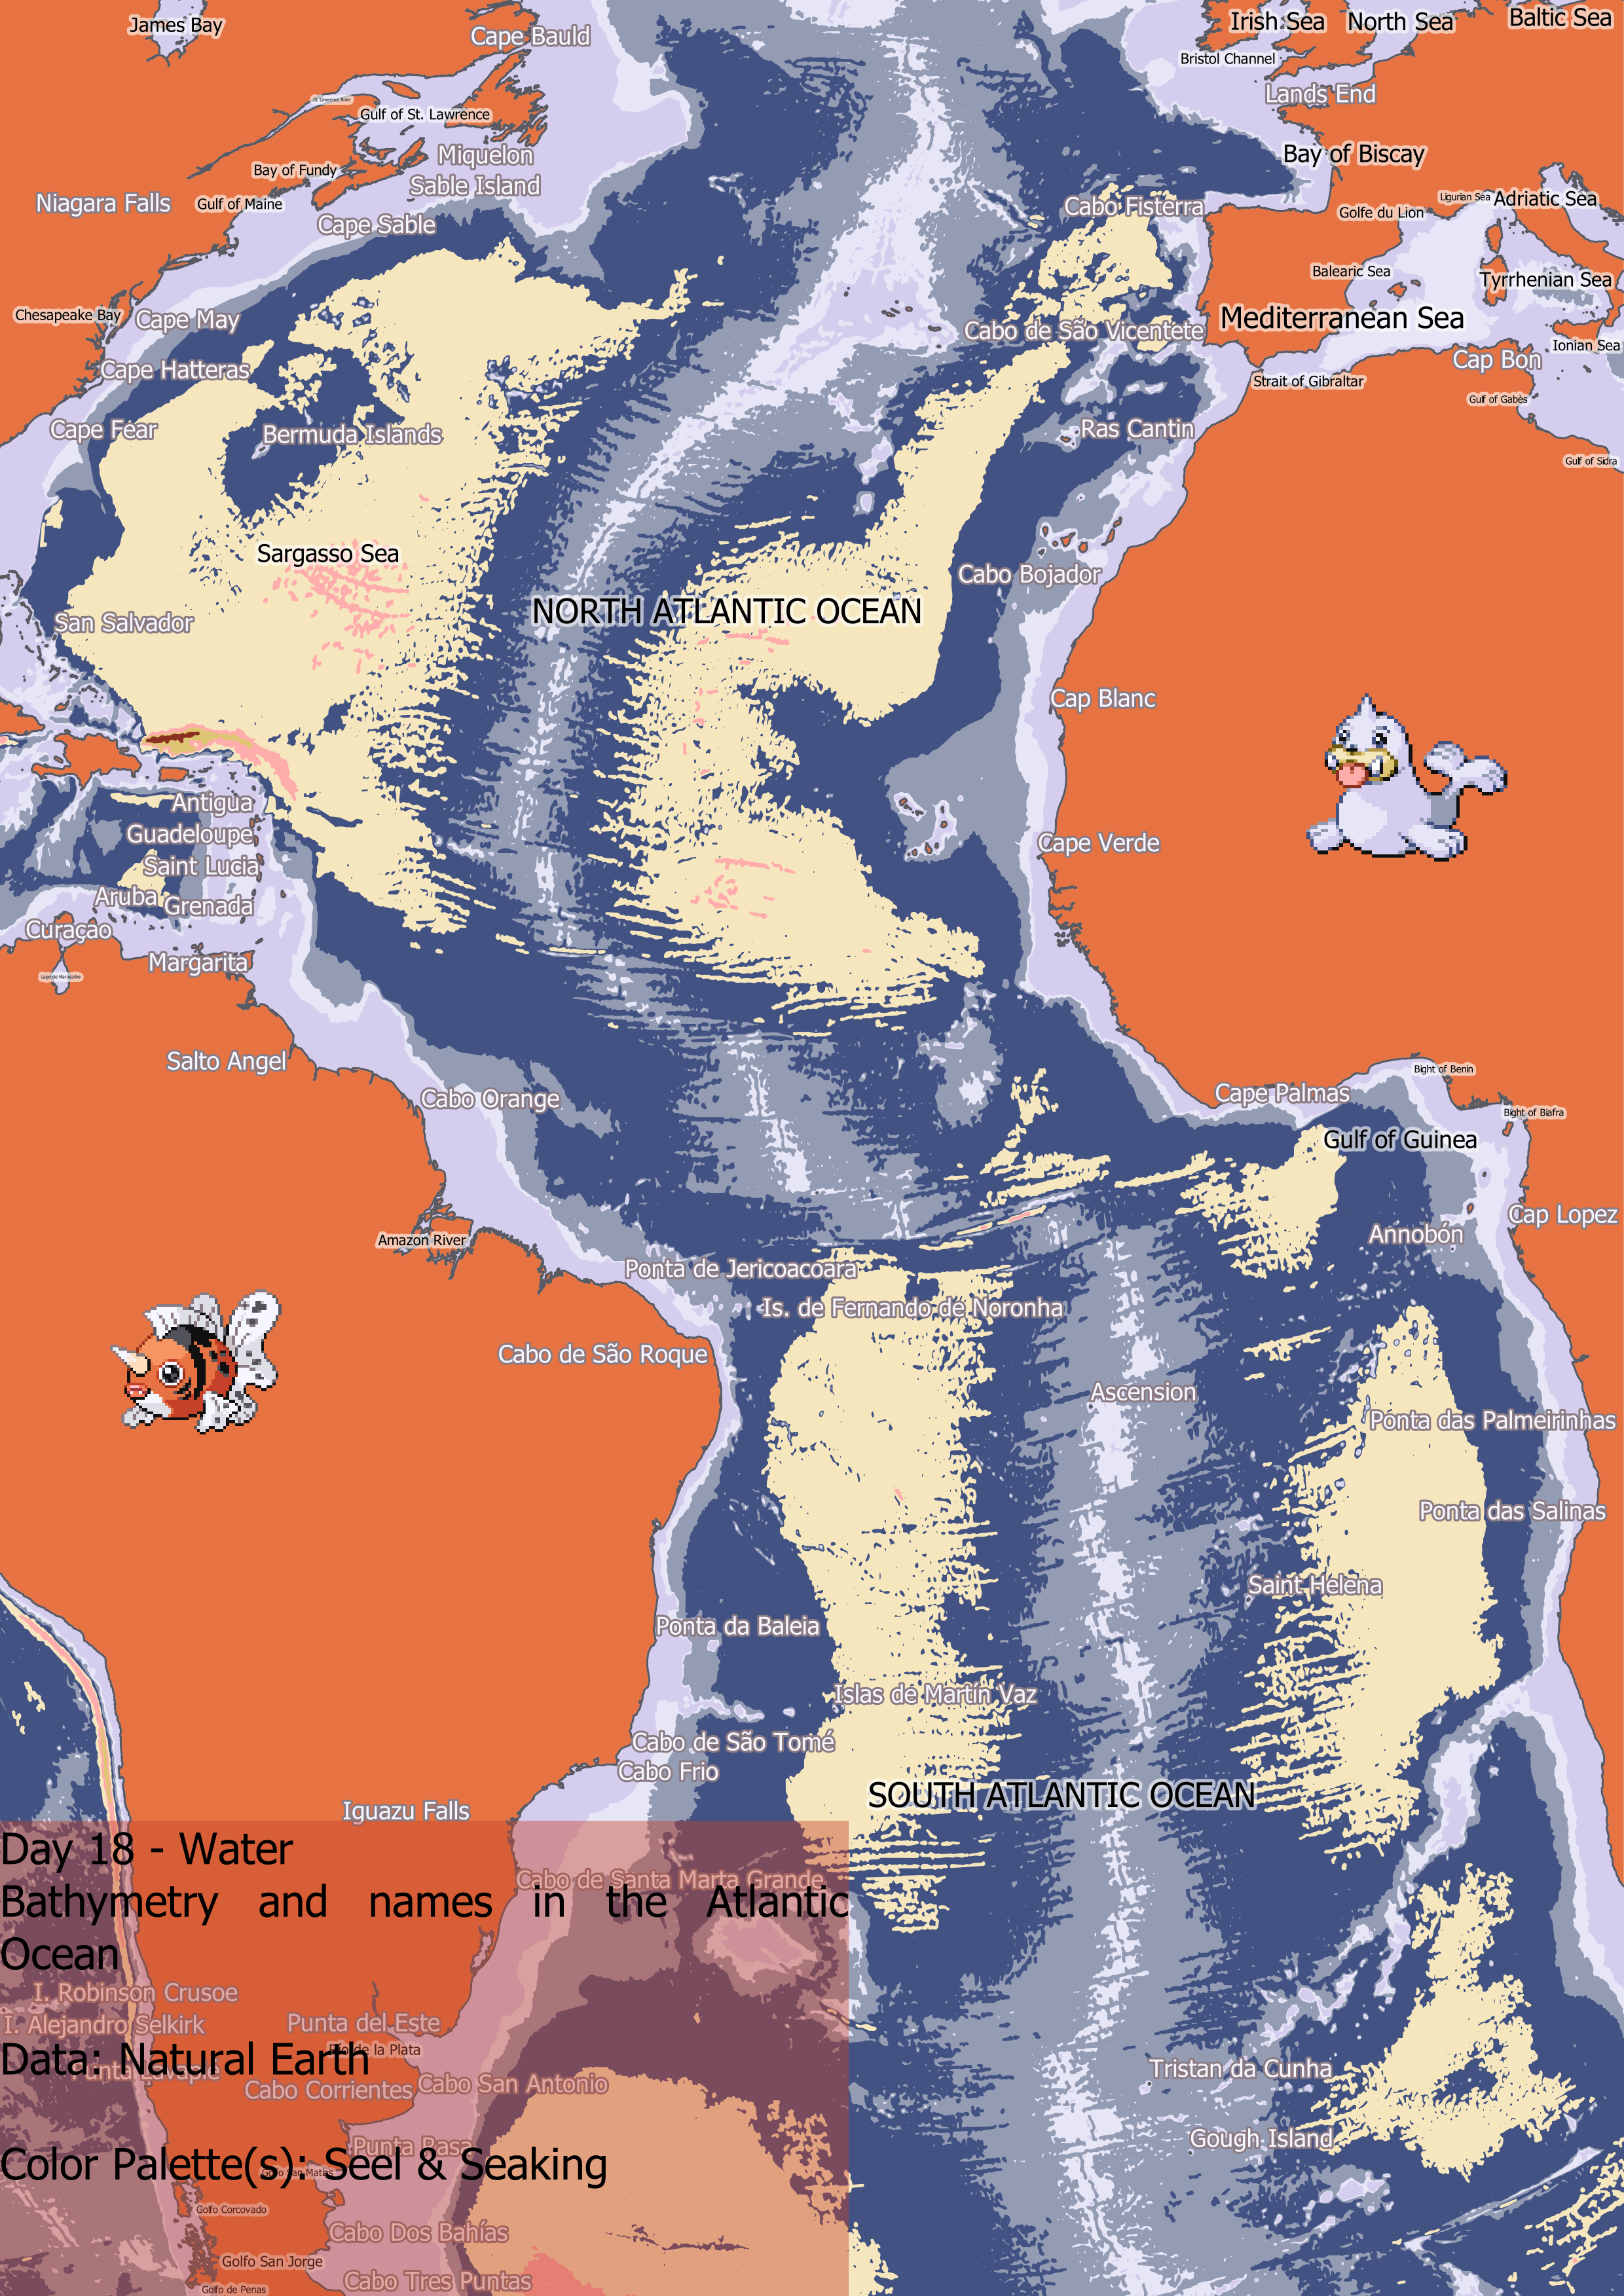 James Bay
Irish Sea
North Sea
Baltic Sea
Cape Bauld
Bristol Channel
Lands End
St. Lawrence River
Gulf of St. Lawrence
Bay of Biscay
Miquelon
Bay of Fundy
Sable Island
Niagara Falls
Gulf of Maine
Cape Sable
Cabo Fisterra
Golfe du Lion
Ligurian Sea
Adriatic Sea
Balearic Sea
Tyrrhenian Sea
Chesapeake Bay
Cape May
Cabo de São Vicentete
Mediterranean Sea
Ionian Sea
Cap Bon
Cape Hatteras
Strait of Gibraltar
Gulf of Gabès
Cape Fear
Bermuda Islands
Ras Cantin
Gulf of Sidra
Sargasso Sea
Cabo Bojador
NORTH ATLANTIC OCEAN
San Salvador
Cap Blanc
Antigua
Guadeloupe
Cape Verde
Saint Lucia
Aruba
Grenada
Curaçao
Margarita
Lago de Maracaibo
Salto Angel
Bight of Benin
Cabo Orange
Cape Palmas
Bight of Biafra
Gulf of Guinea
Cap Lopez
Amazon River
Annobón
Ponta de Jericoacoara
Is. de Fernando de Noronha
Cabo de São Roque
Ascension
Ponta das Palmeirinhas
Ponta das Salinas
Saint Helena
Ponta da Baleia
Islas de Martín Vaz
Cabo de São Tomé
Cabo Frio
SOUTH ATLANTIC OCEAN
Iguazu Falls
Day 18 - Water
Cabo de Santa Marta Grande
Bathymetry and names in the Atlantic
Ocean
I. Robinson Crusoe
I. Alejandro Selkirk
Punta del Este
Río de la Plata
Data: Natural Earth
Punta Lavapié
Tristan da Cunha
Cabo Corrientes
Cabo San Antonio
Gough Island
Punta Rasa
Color Palette(s): Seel & Seaking
Golfo San Matías
Golfo Corcovado
Cabo Dos Bahías
Golfo San Jorge
Cabo Tres Puntas
Golfo de Penas